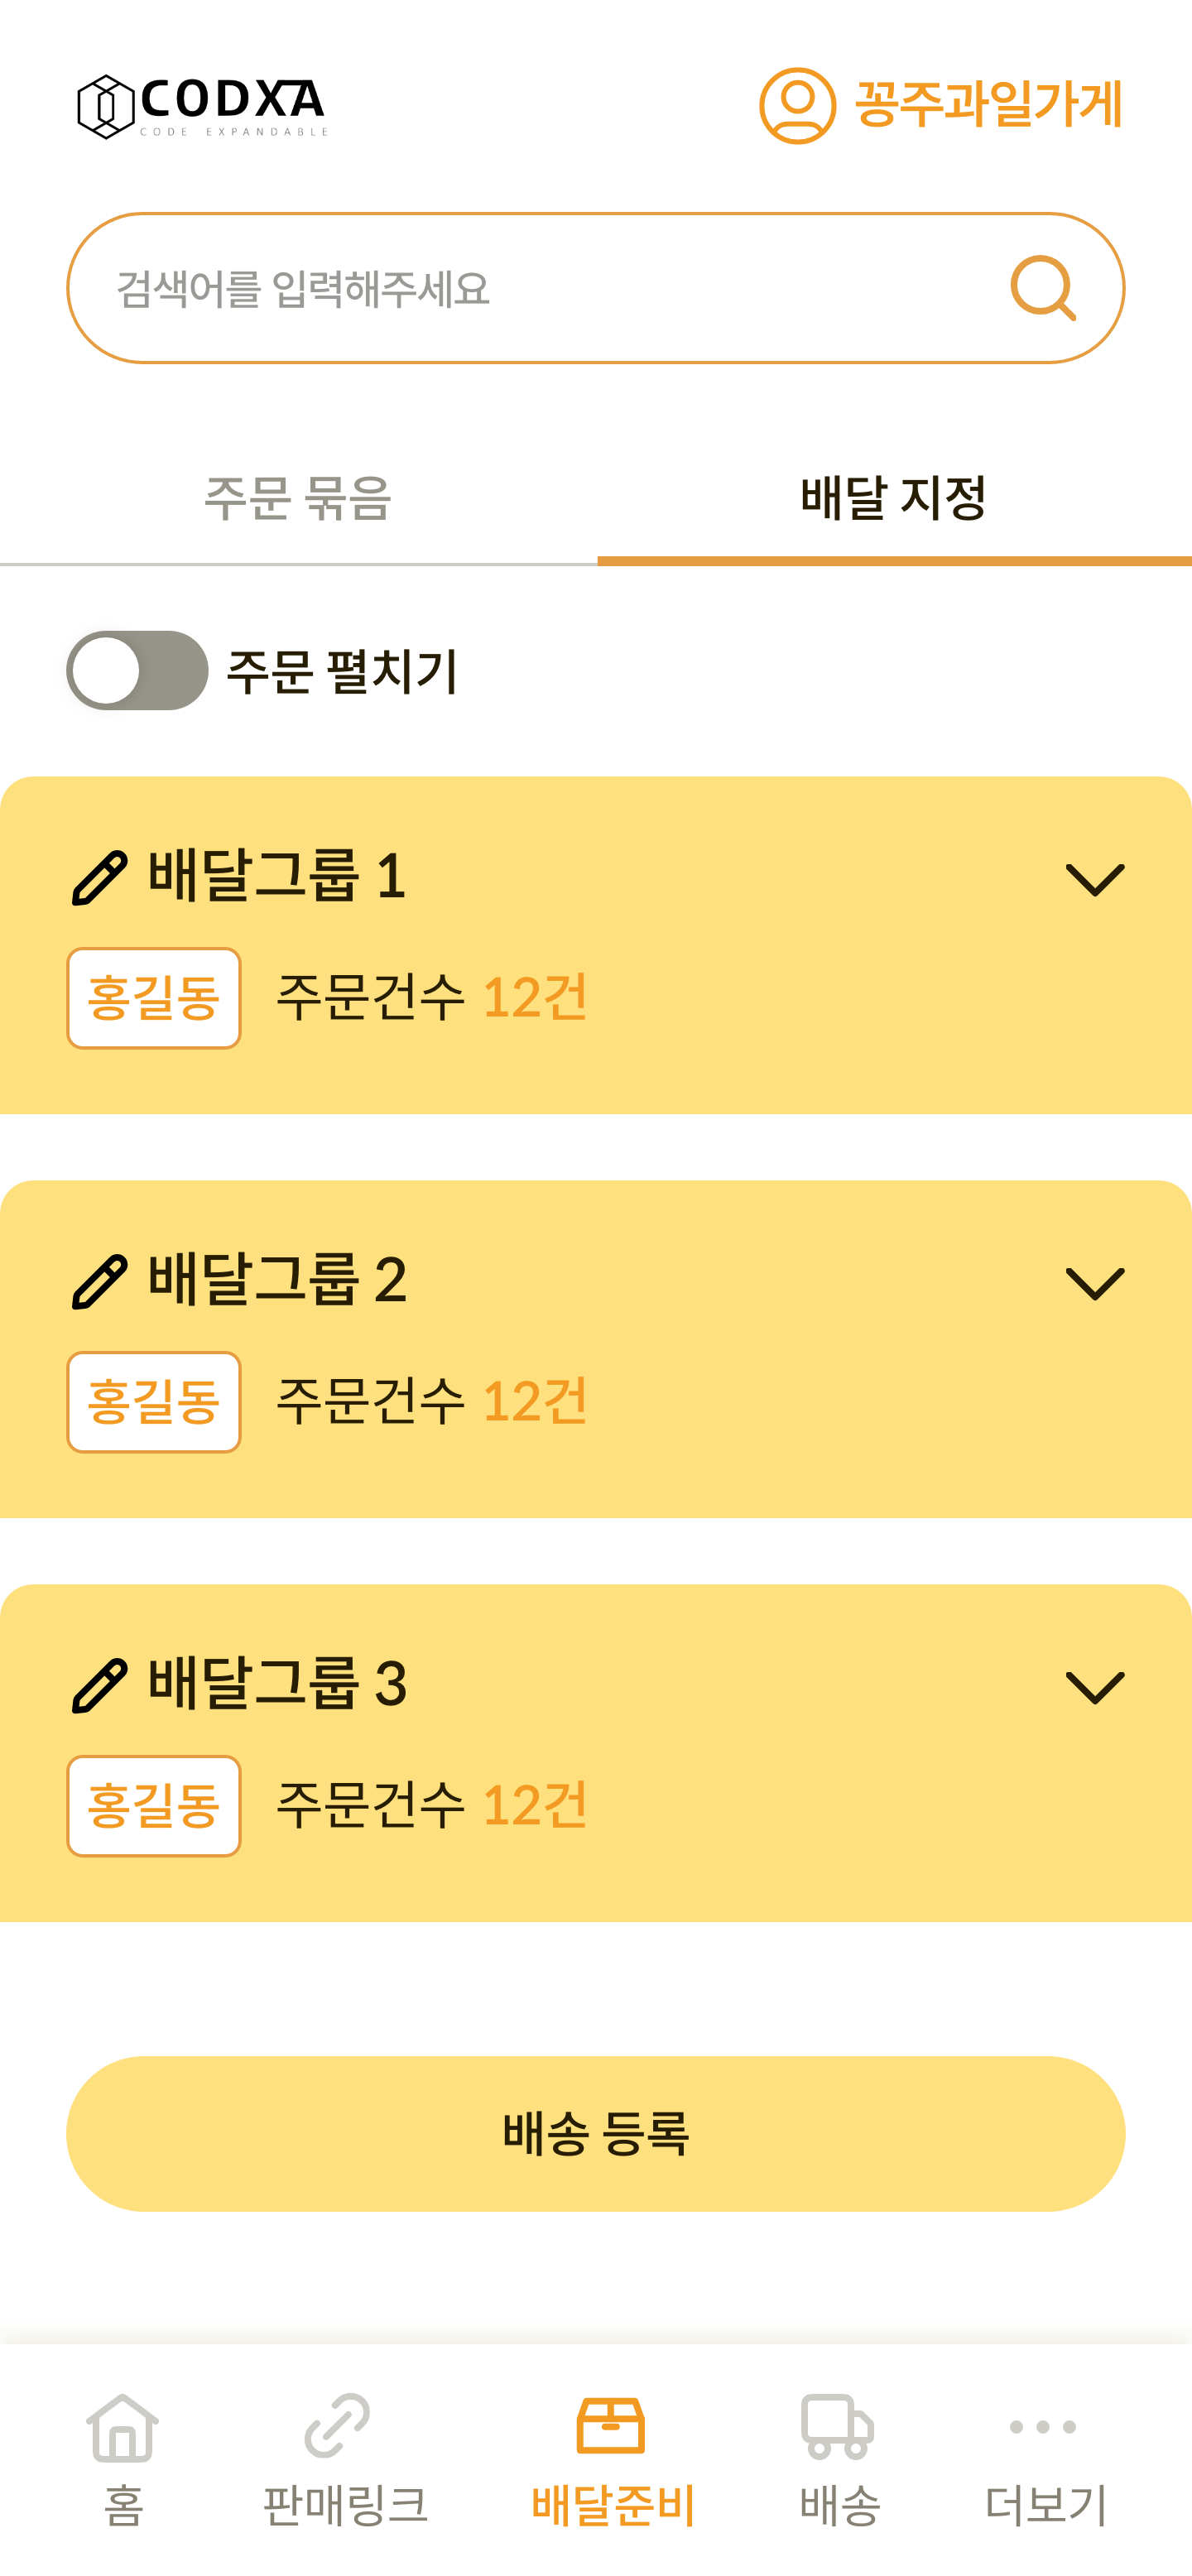 CODXA
CODE EXPANDABLE
꽁주과일가게
검색어를 입력해주세요
주문 묶음
배달 지정
주문 펼치기
배달그룹 1
홍길동 주문건수 12건
배달그룹 2
홍길동 주문건수 12건
배달그룹 3
홍길동 주문건수 12건
배송 등록
홈
판매링크
배달준비
배송
더보기